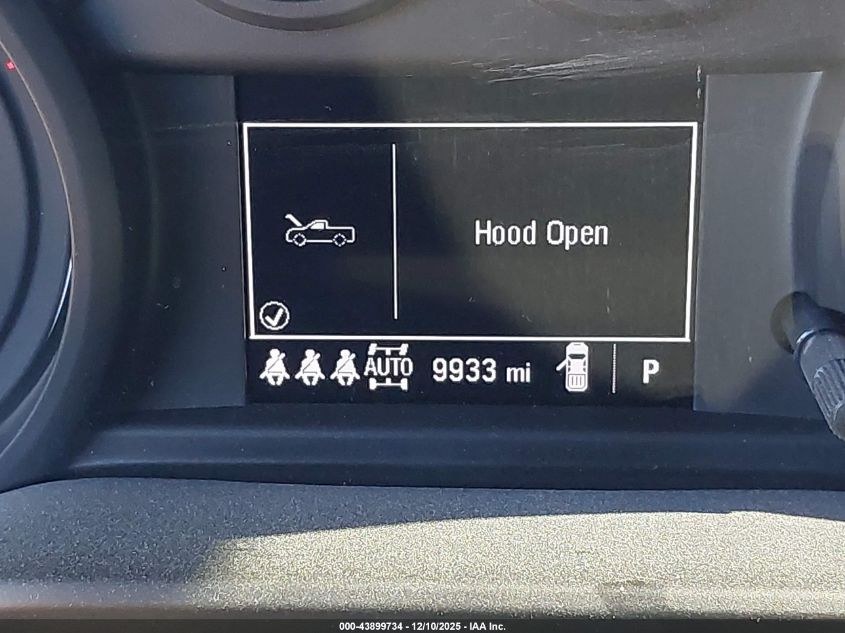 Hood Open
AUTO 9933 mi P
000-43899734 - 12/10/2025 - IAA Inc.